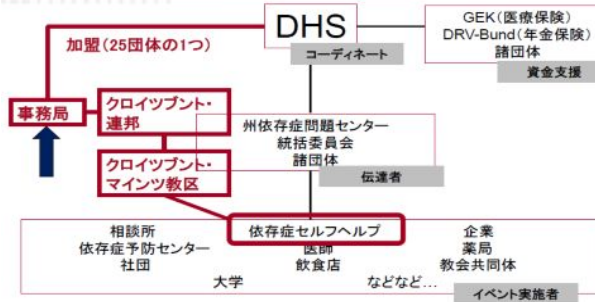 DHS
コーディネート
GEK(医療保険)
DRV-Bund(年金保険)
諸団体
資金支援
加盟(25団体の1つ)
事務局
クロイツブント・
連邦
クロイツブント・
マインツ教区
州依存症問題センター
統括委員会
諸団体
伝達者
相談所
依存症予防センター
社団
依存症セルフヘルプ
医師
飲食店
企業
薬局
教会共同体
大学
などなど…
イベント実施者